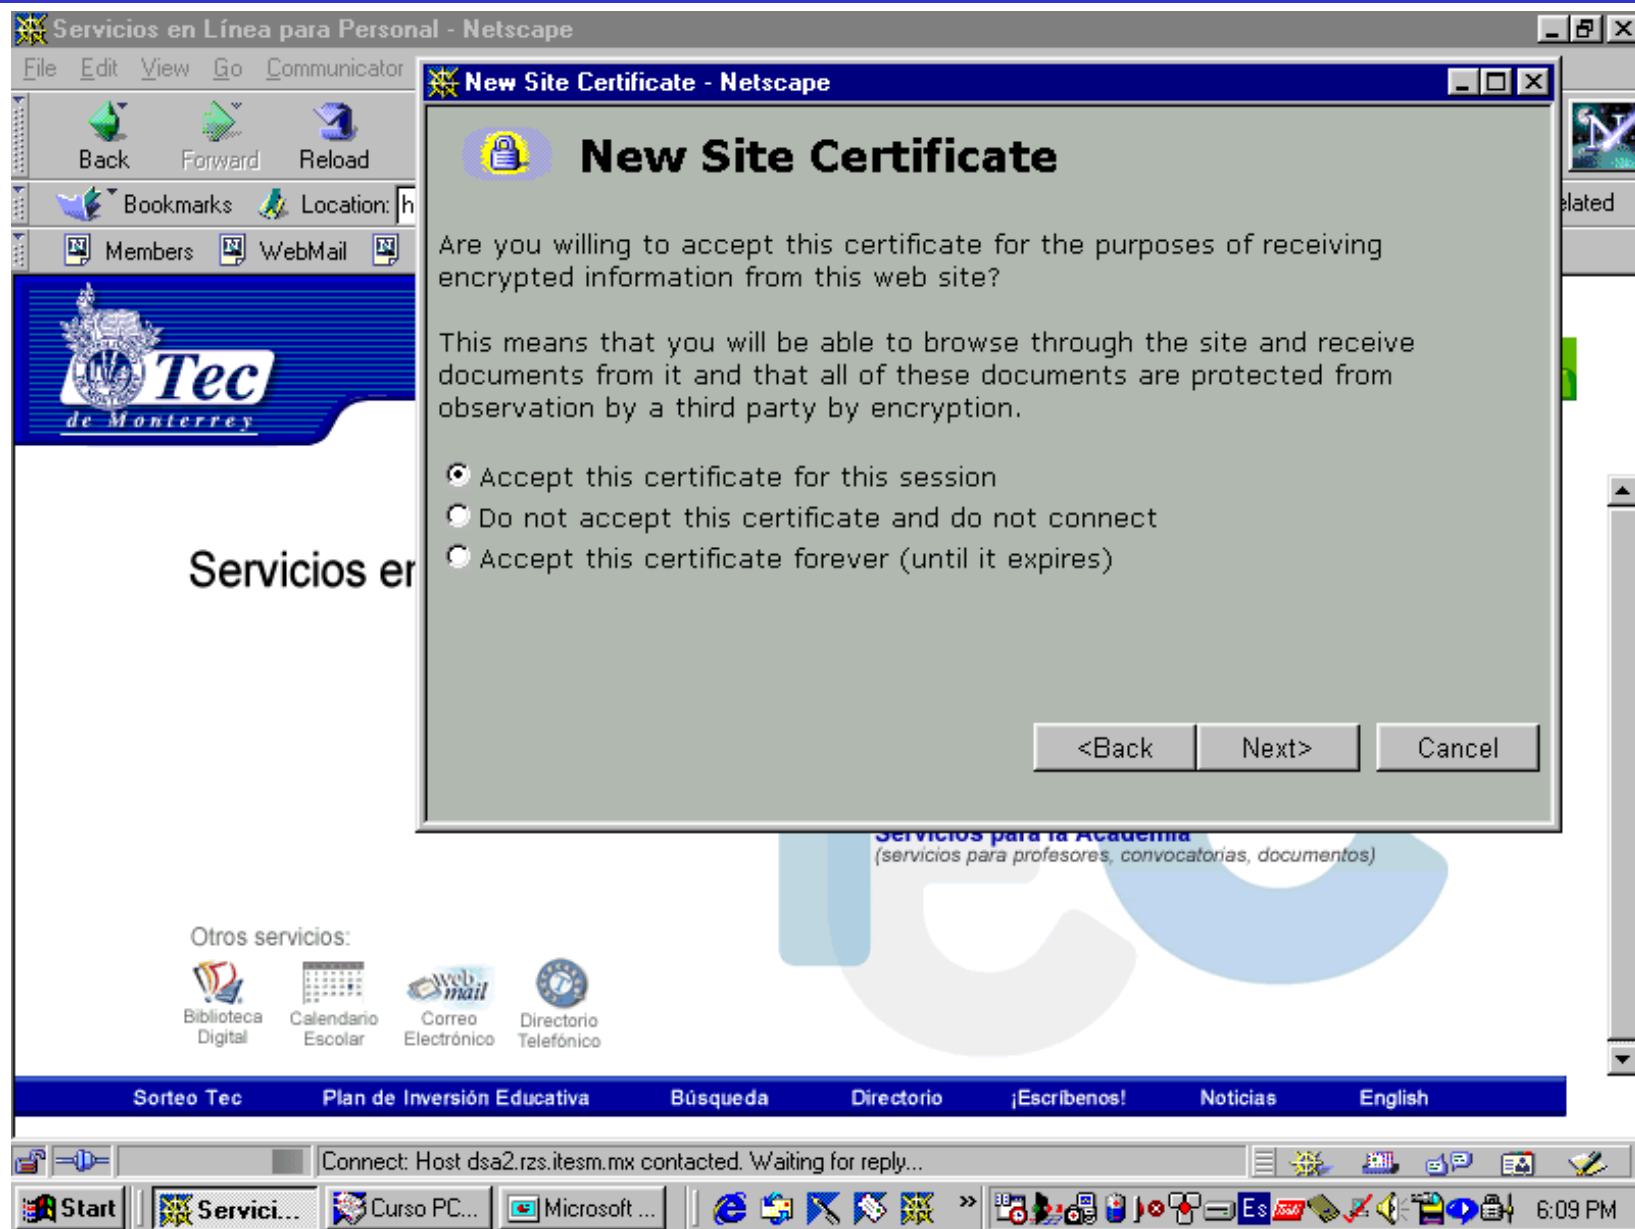 Servicios en Línea para Personal - Netscape
File Edit View Go Communicator
New Site Certificate - Netscape
Back Forward Reload
New Site Certificate
Bookmarks Location: h
elated
Members WebMail
Are you willing to accept this certificate for the purposes of receiving
encrypted information from this web site?
This means that you will be able to browse through the site and receive
documents from it and that all of these documents are protected from
observation by a third party by encryption.
Tec
de Monterrey
Accept this certificate for this session
Do not accept this certificate and do not connect
Accept this certificate forever (until it expires)
Servicios en
<Back Next> Cancel
Servicios para la Academia
(servicios para profesores, convocatorias, documentos)
Otros servicios:
web mail
Biblioteca Digital
Calendario Escolar
Correo Electrónico
Directorio Telefónico
Sorteo Tec Plan de Inversión Educativa Búsqueda Directorio ¡Escríbenos! Noticias English
Connect: Host dsa2.rzs.itesm.mx contacted. Waiting for reply...
Start Servici... Curso PC... Microsoft ... » Es 6:09 PM